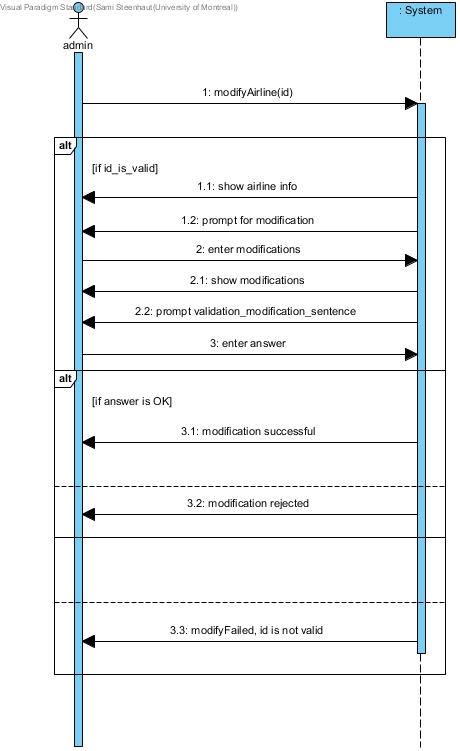 Visual Paradigm Standard(Sami Steenhaut(University of Montreal))
: System
admin
1: modifyAirline(id)
alt
[if id_is_valid]
1.1: show airline info
1.2: prompt for modification
2: enter modifications
2.1: show modifications
2.2: prompt validation_modification_sentence
3: enter answer
alt
[if answer is OK]
3.1: modification successful
3.2: modification rejected
3.3: modifyFailed, id is not valid